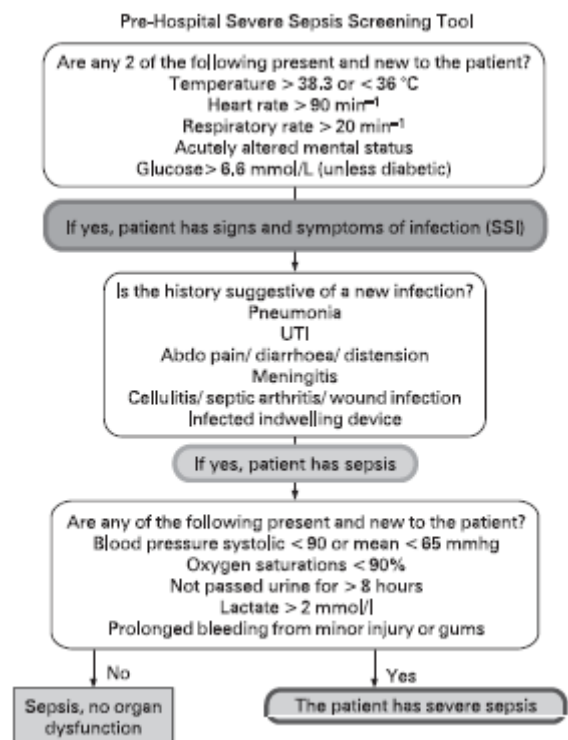 Pre-Hospital Severe Sepsis Screening Tool
Are any 2 of the following present and new to the patient?
Temperature > 38.3 or < 36 °C
Heart rate > 90 min⁻¹
Respiratory rate > 20 min⁻¹
Acutely altered mental status
Glucose> 6.6 mmol/L (unless diabetic)
If yes, patient has signs and symptoms of infection (SSI)
Is the history suggestive of a new infection?
Pneumonia
UTI
Abdo pain/ diarrhoea/ distension
Meningitis
Cellulitis/ septic arthritis/ wound infection
Infected indwelling device
If yes, patient has sepsis
Are any of the following present and new to the patient?
Blood pressure systolic < 90 or mean < 65 mmhg
Oxygen saturations < 90%
Not passed urine for > 8 hours
Lactate > 2 mmol/l
Prolonged bleeding from minor injury or gums
No
Yes
Sepsis, no organ
dysfunction
The patient has severe sepsis